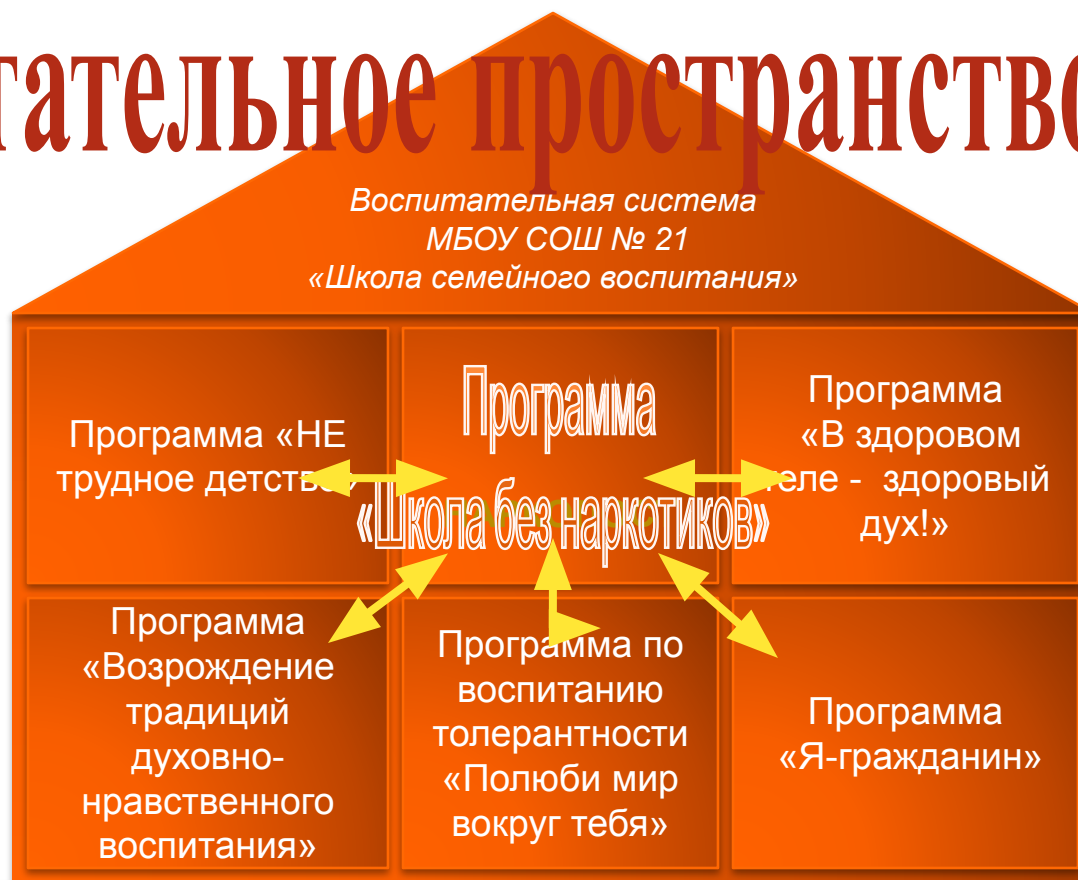 тательное пространство
Воспитательная система
МБОУ СОШ № 21
«Школа семейного воспитания»
Программа «НЕ
трудное детство»
Программа
«Школа без наркотиков»
Программа
«В здоровом
теле - здоровый
дух!»
Программа
«Возрождение
традиций
духовно-
нравственного
воспитания»
Программа по
воспитанию
толерантности
«Полюби мир
вокруг тебя»
Программа
«Я-гражданин»